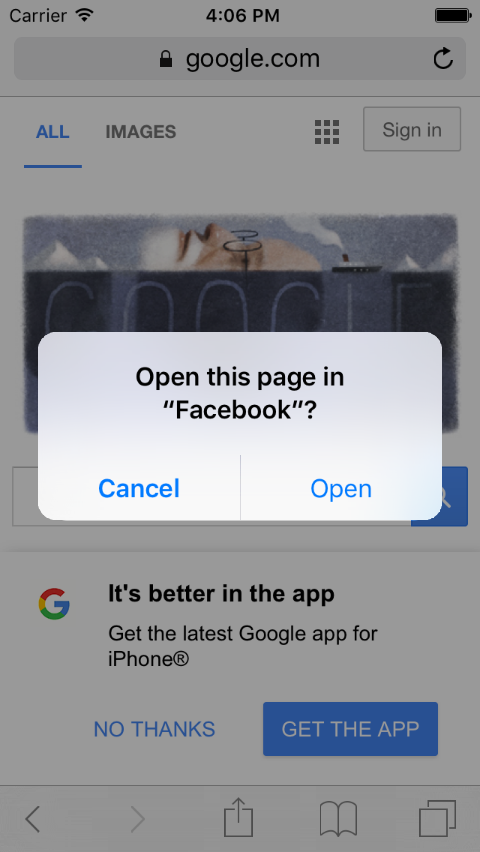 Carrier 4:06 PM
google.com
ALL IMAGES Sign in
GOOGLE
Open this page in
“Facebook“?
Cancel Open
It's better in the app
Get the latest Google app for
iPhone®
NO THANKS GET THE APP